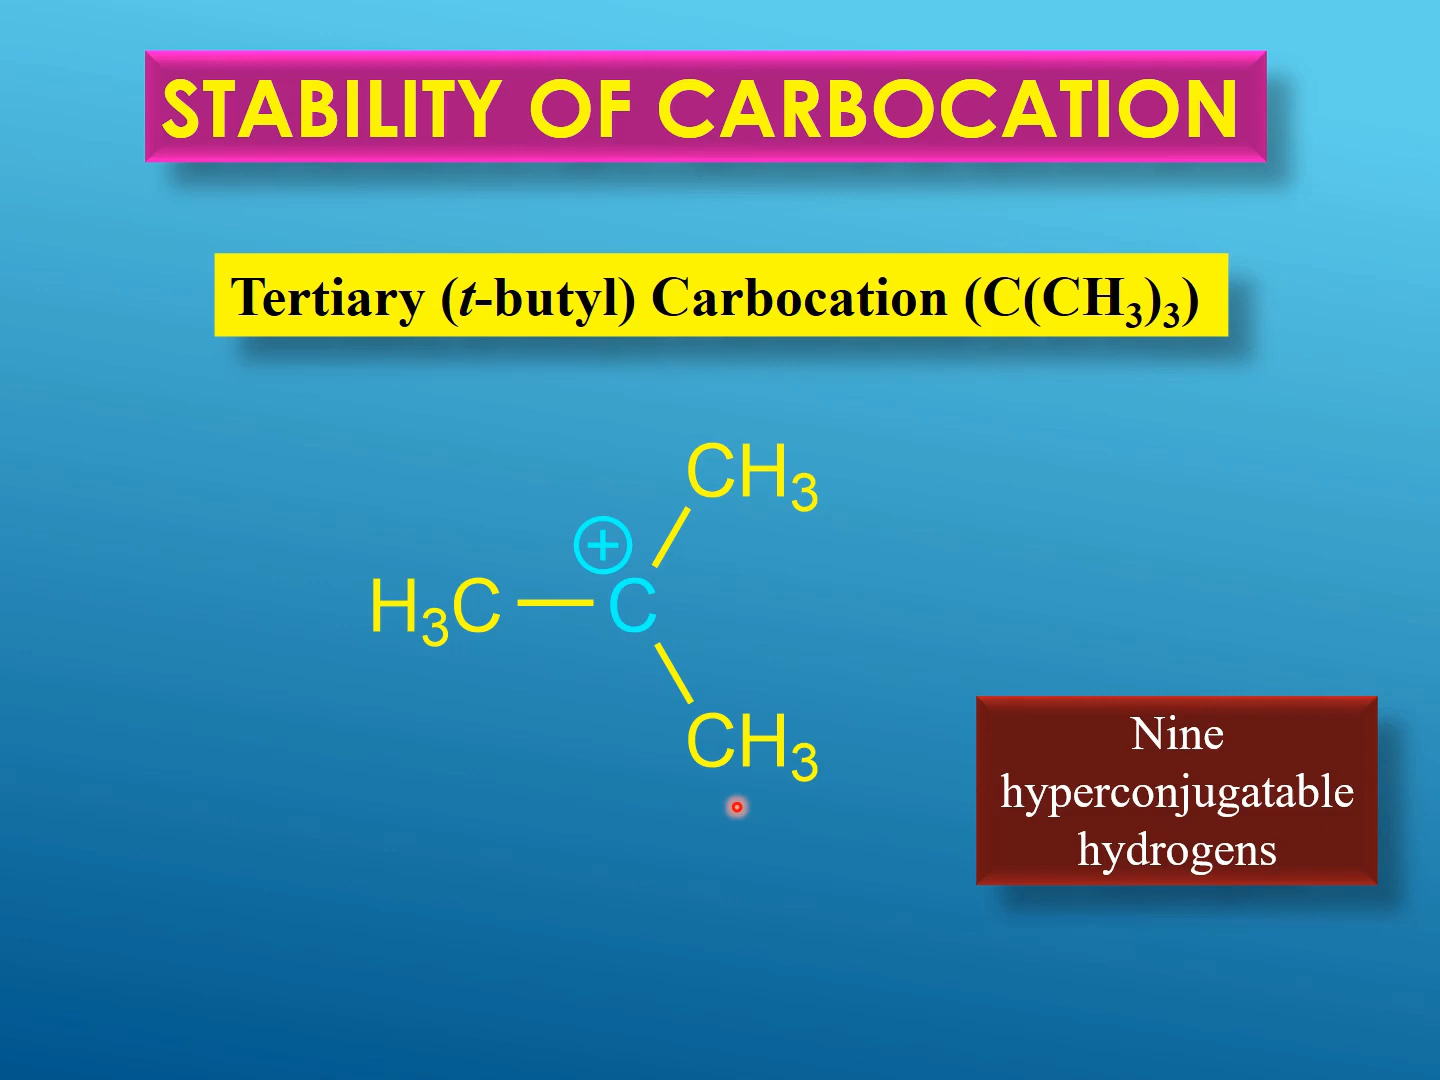 STABILITY OF CARBOCATION
Tertiary (t-butyl) Carbocation (C(CH₃)₃)
CH₃
+
H₃C — C
CH₃
Nine
hyperconjugatable
hydrogens